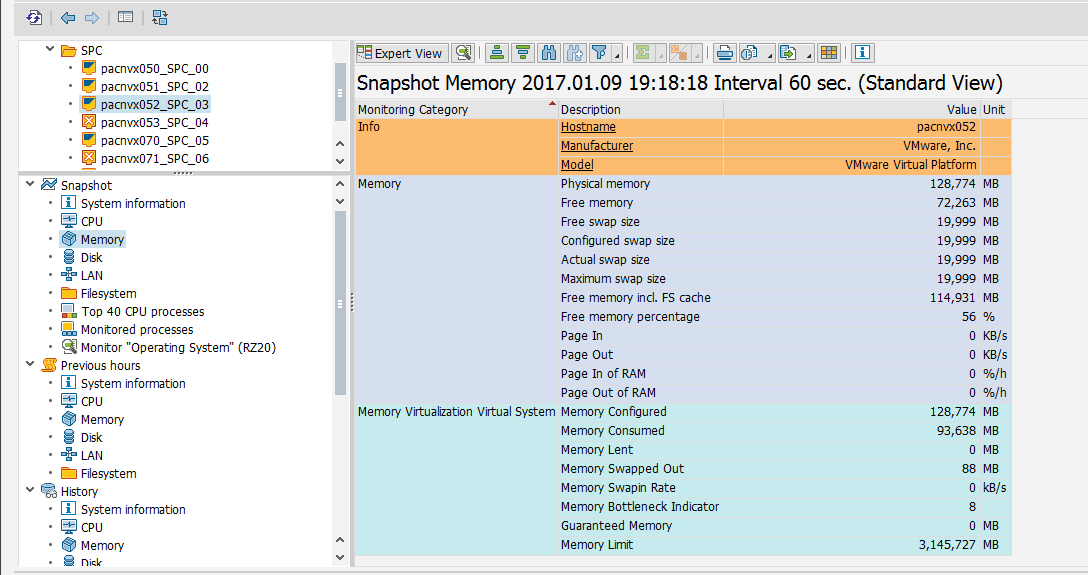 SPC
pacnvx050_SPC_00
pacnvx051_SPC_02
pacnvx052_SPC_03
pacnvx053_SPC_04
pacnvx070_SPC_05
pacnvx071_SPC_06
Snapshot
System information
CPU
Memory
Disk
LAN
Filesystem
Top 40 CPU processes
Monitored processes
Monitor "Operating System" (RZ20)
Previous hours
System information
CPU
Memory
Disk
LAN
Filesystem
History
System information
CPU
Memory
Disk
Expert View
Snapshot Memory 2017.01.09 19:18:18 Interval 60 sec. (Standard View)
Monitoring Category Description Value Unit
Info Hostname pacnvx052
Manufacturer VMware, Inc.
Model VMware Virtual Platform
Memory Physical memory 128,774 MB
Free memory 72,263 MB
Free swap size 19,999 MB
Configured swap size 19,999 MB
Actual swap size 19,999 MB
Maximum swap size 19,999 MB
Free memory incl. FS cache 114,931 MB
Free memory percentage 56 %
Page In 0 KB/s
Page Out 0 KB/s
Page In of RAM 0 %/h
Page Out of RAM 0 %/h
Memory Virtualization Virtual System Memory Configured 128,774 MB
Memory Consumed 93,638 MB
Memory Lent 0 MB
Memory Swapped Out 88 MB
Memory Swapin Rate 0 kB/s
Memory Bottleneck Indicator 8
Guaranteed Memory 0 MB
Memory Limit 3,145,727 MB